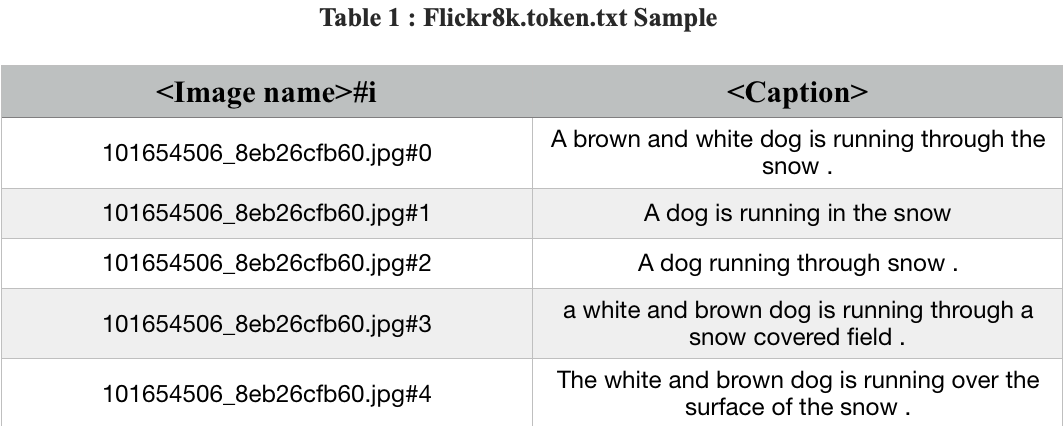 Table 1 : Flickr8k.token.txt Sample
<Image name>#i <Caption>
101654506_8eb26cfb60.jpg#0 A brown and white dog is running through the
snow .
101654506_8eb26cfb60.jpg#1 A dog is running in the snow
101654506_8eb26cfb60.jpg#2 A dog running through snow .
101654506_8eb26cfb60.jpg#3 a white and brown dog is running through a
snow covered field .
101654506_8eb26cfb60.jpg#4 The white and brown dog is running over the
surface of the snow .